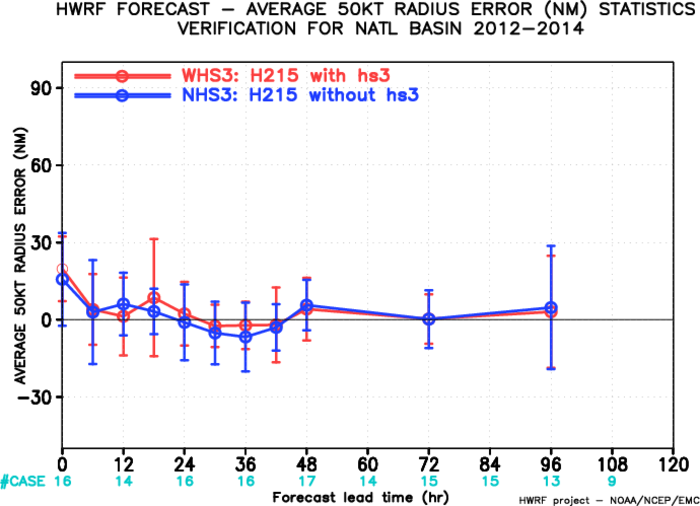 HWRF FORECAST – AVERAGE 50KT RADIUS ERROR (NM) STATISTICS
VERIFICATION FOR NATL BASIN 2012–2014
WHS3: H215 with hs3
NHS3: H215 without hs3
AVERAGE 50KT RADIUS ERROR (NM)
90
60
30
0
–30
0 12 24 36 48 60 72 84 96 108 120
#CASE 16 14 16 16 17 14 15 15 13 9
Forecast lead time (hr)
HWRF project – NOAA/NCEP/EMC